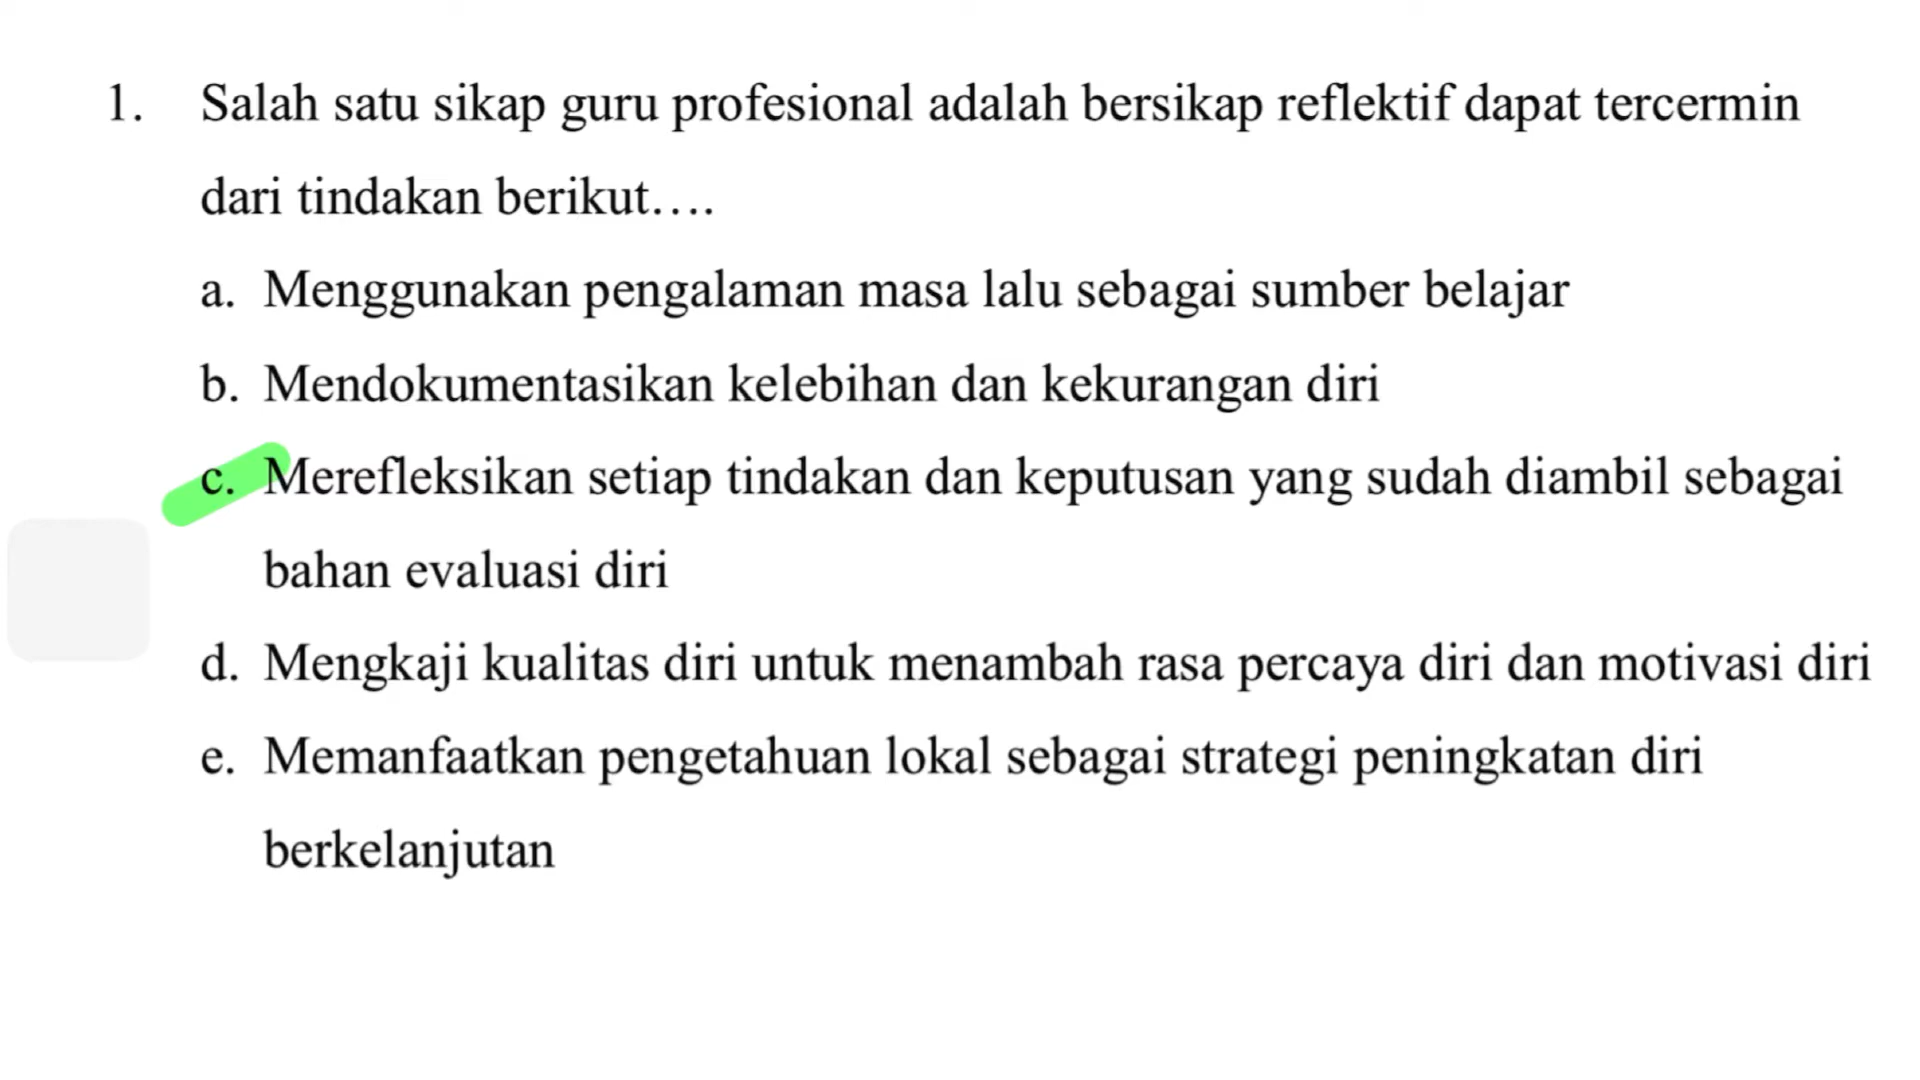 1. Salah satu sikap guru profesional adalah bersikap reflektif dapat tercermin
dari tindakan berikut….
a. Menggunakan pengalaman masa lalu sebagai sumber belajar
b. Mendokumentasikan kelebihan dan kekurangan diri
c. Merefleksikan setiap tindakan dan keputusan yang sudah diambil sebagai
bahan evaluasi diri
d. Mengkaji kualitas diri untuk menambah rasa percaya diri dan motivasi diri
e. Memanfaatkan pengetahuan lokal sebagai strategi peningkatan diri
berkelanjutan